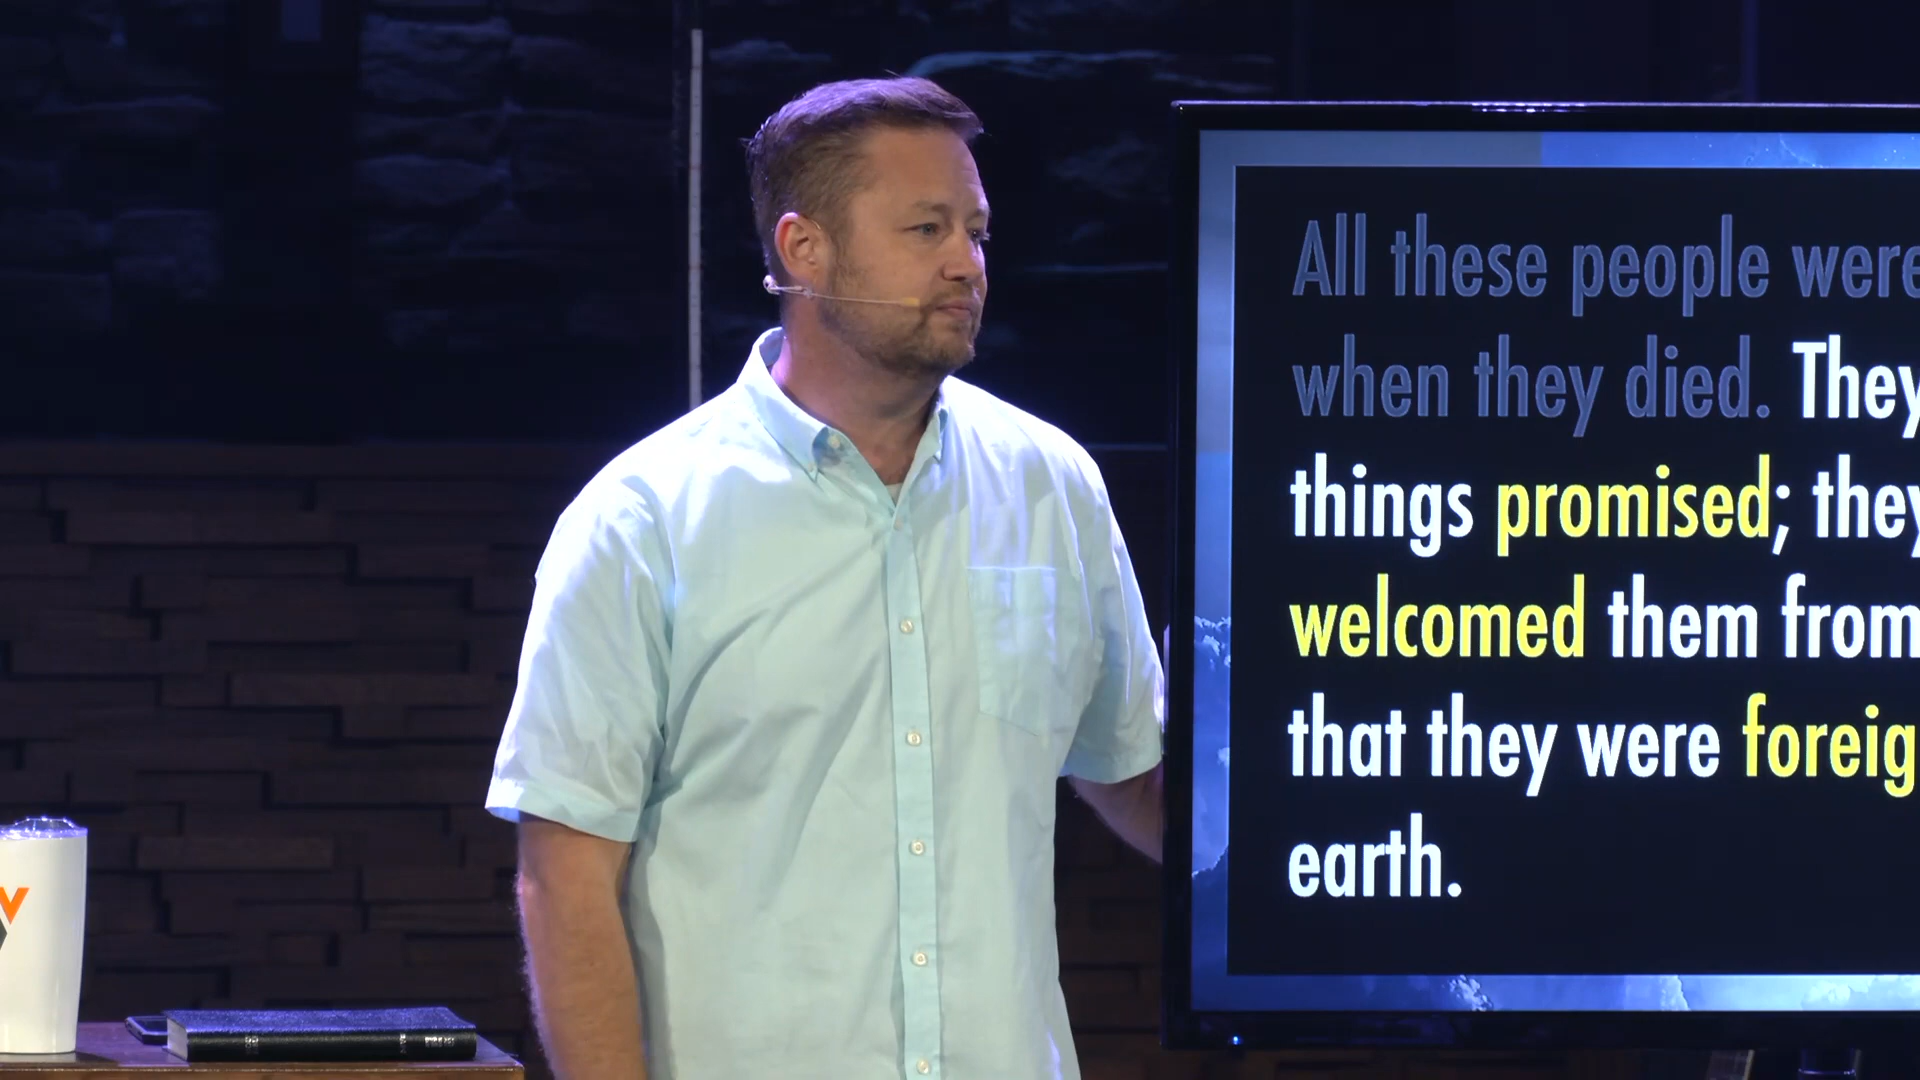 All these people were
when they died. They
things promised; they
welcomed them from
that they were foreig
earth.